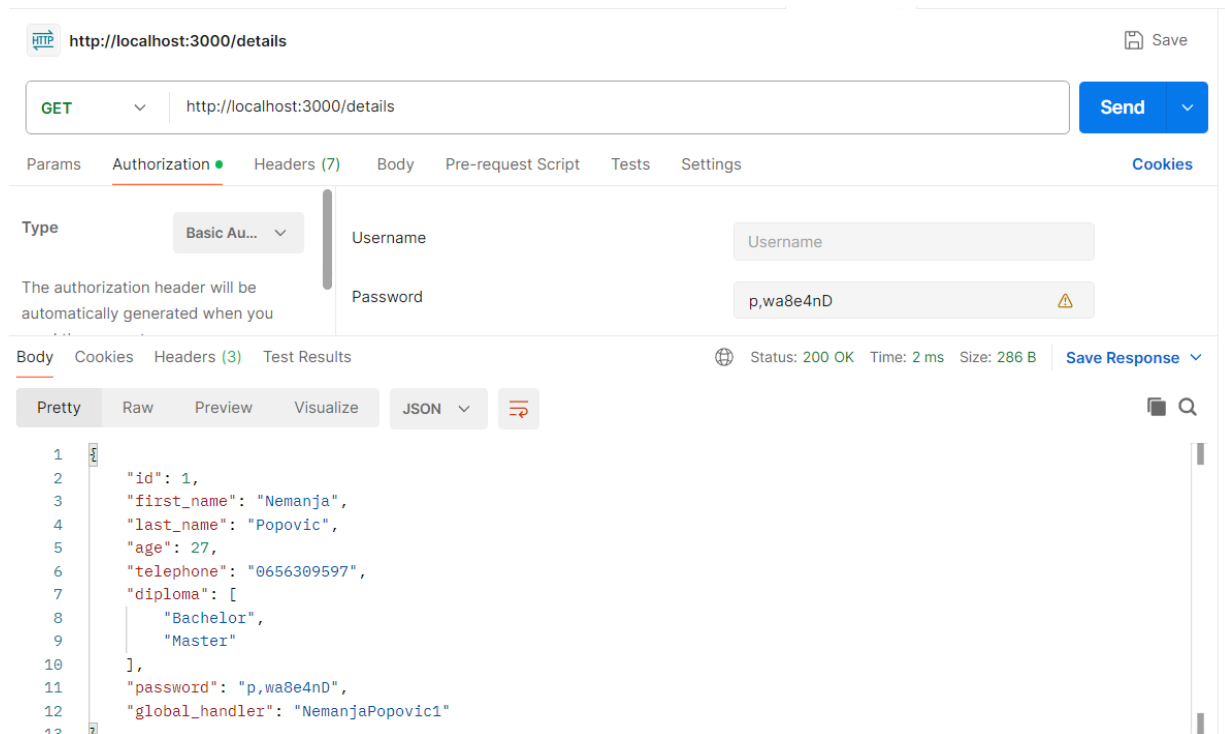 HTTP http://localhost:3000/details Save
GET http://localhost:3000/details Send
Params Authorization Headers (7) Body Pre-request Script Tests Settings Cookies
Type Basic Au... Username Username
The authorization header will be
automatically generated when you
Password p,wa8e4nD
Body Cookies Headers (3) Test Results Status: 200 OK Time: 2 ms Size: 286 B Save Response
Pretty Raw Preview Visualize JSON
1 {
2 "id": 1,
3 "first_name": "Nemanja",
4 "last_name": "Popovic",
5 "age": 27,
6 "telephone": "0656309597",
7 "diploma": [
8 "Bachelor",
9 "Master"
10 ],
11 "password": "p,wa8e4nD",
12 "global_handler": "NemanjaPopovic1"
13 }